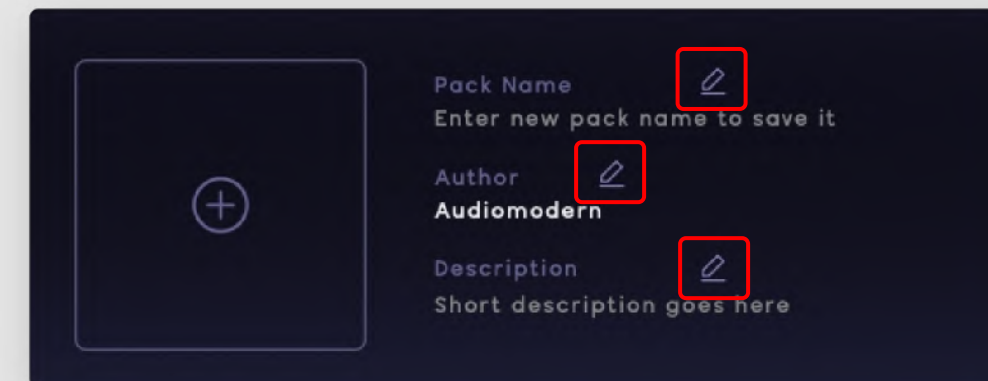 Pack Name
Enter new pack name to save it
Author
Audiomodern
Description
Short description goes here